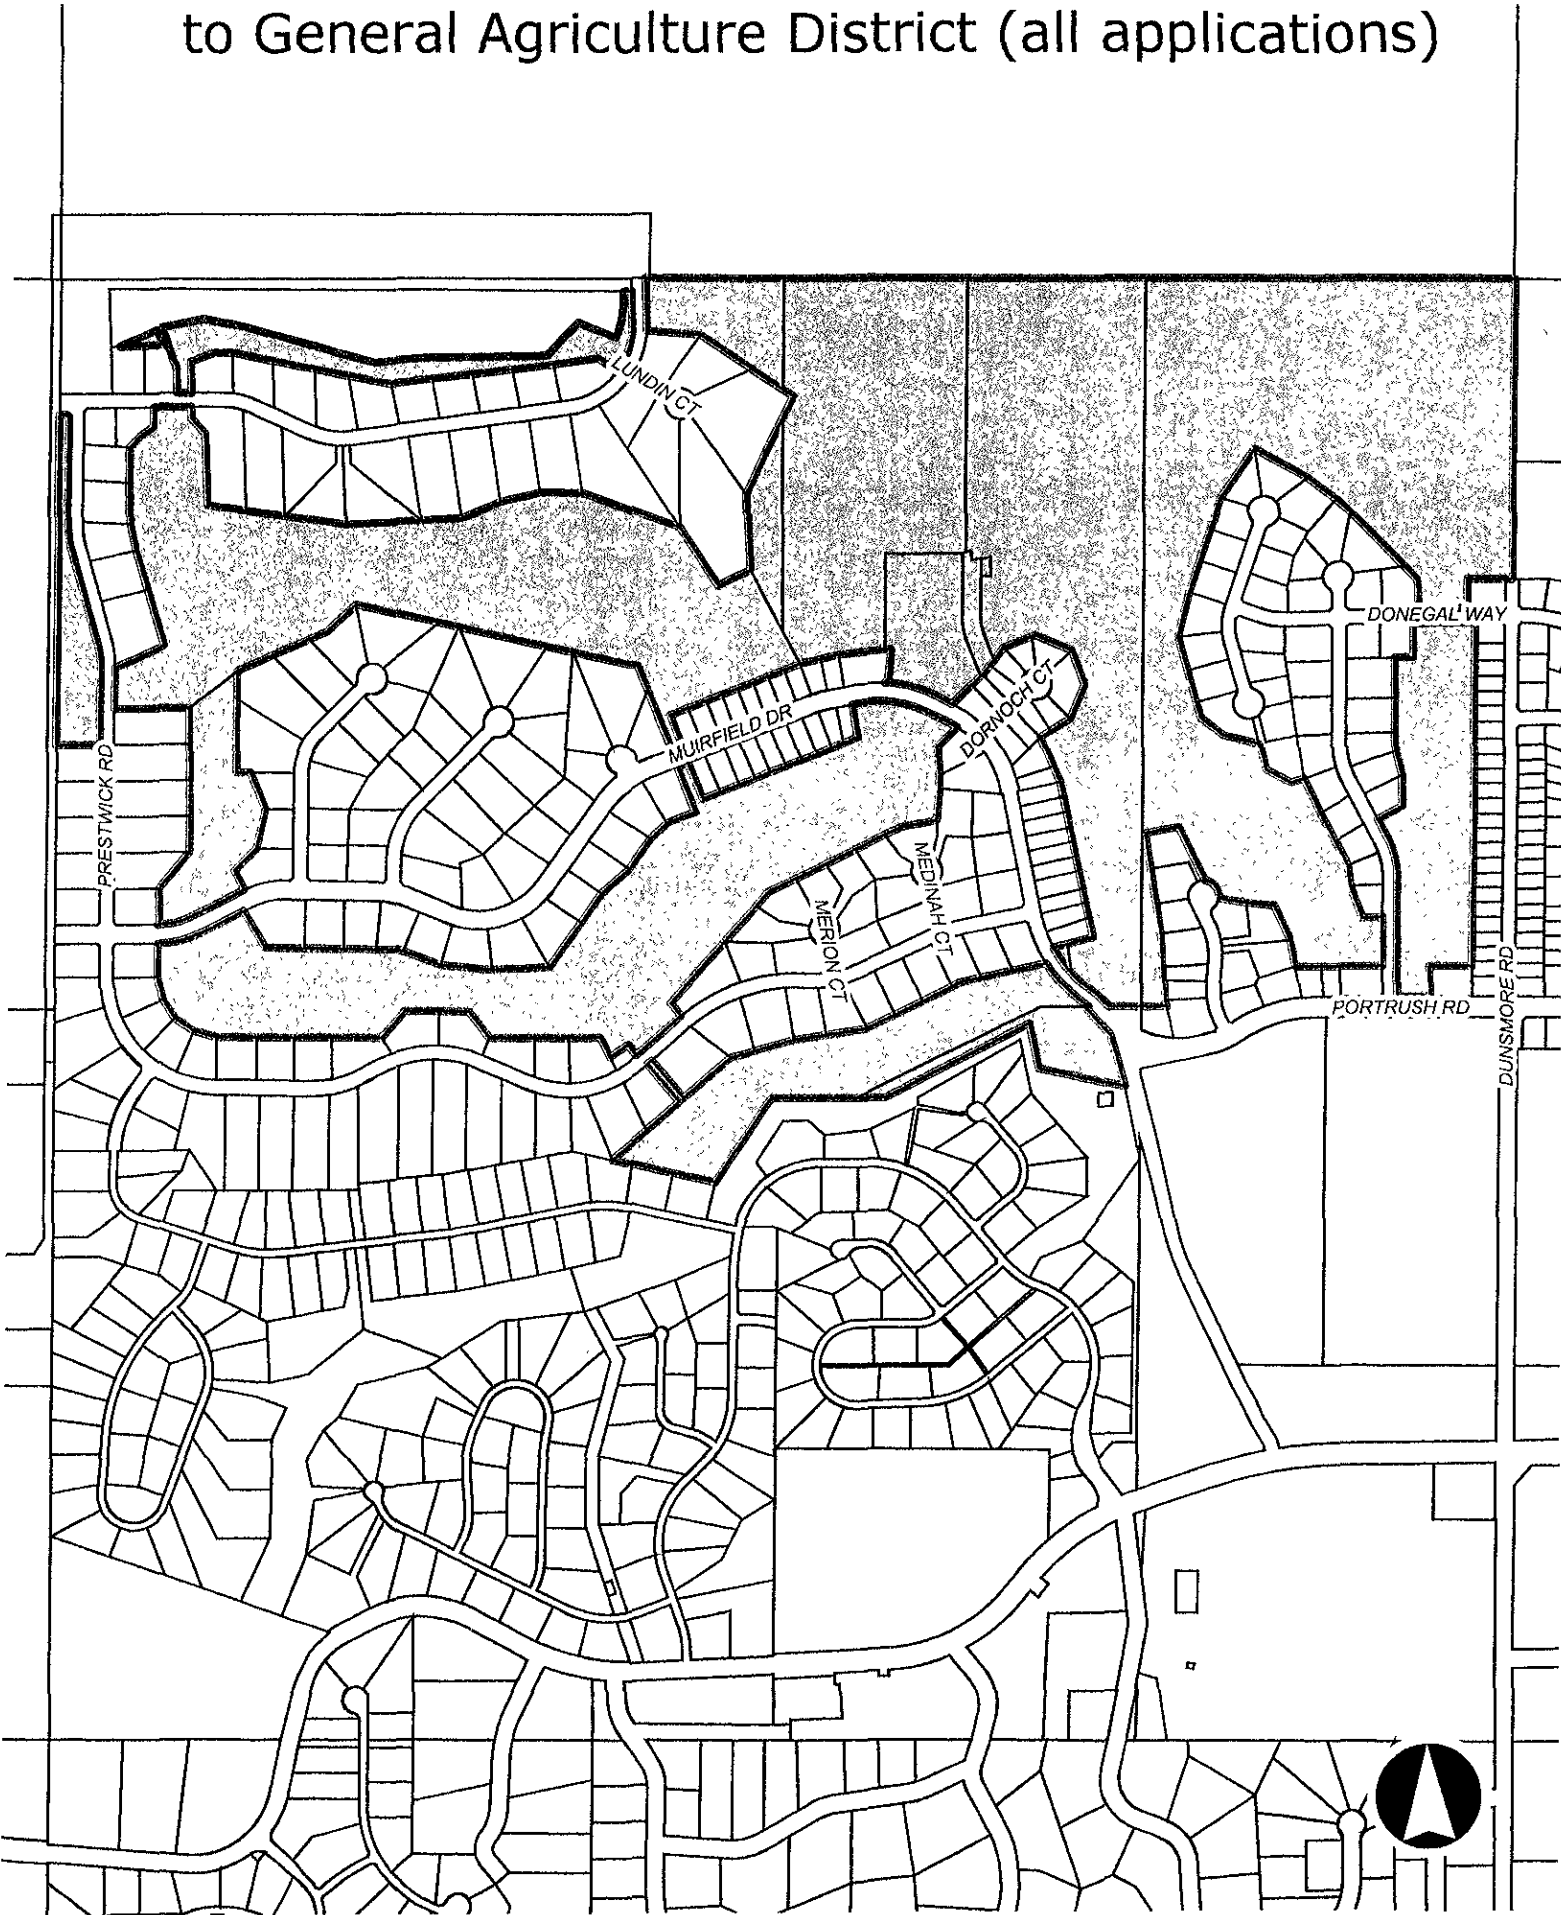 to General Agriculture District (all applications)
LUNDIN CT
DONEGAL WAY
DORNOCH CT
MUIRFIELD DR
PRESTWICK RD
MEDINAH CT
MERION CT
PORTRUSH RD
DUNSMORE RD